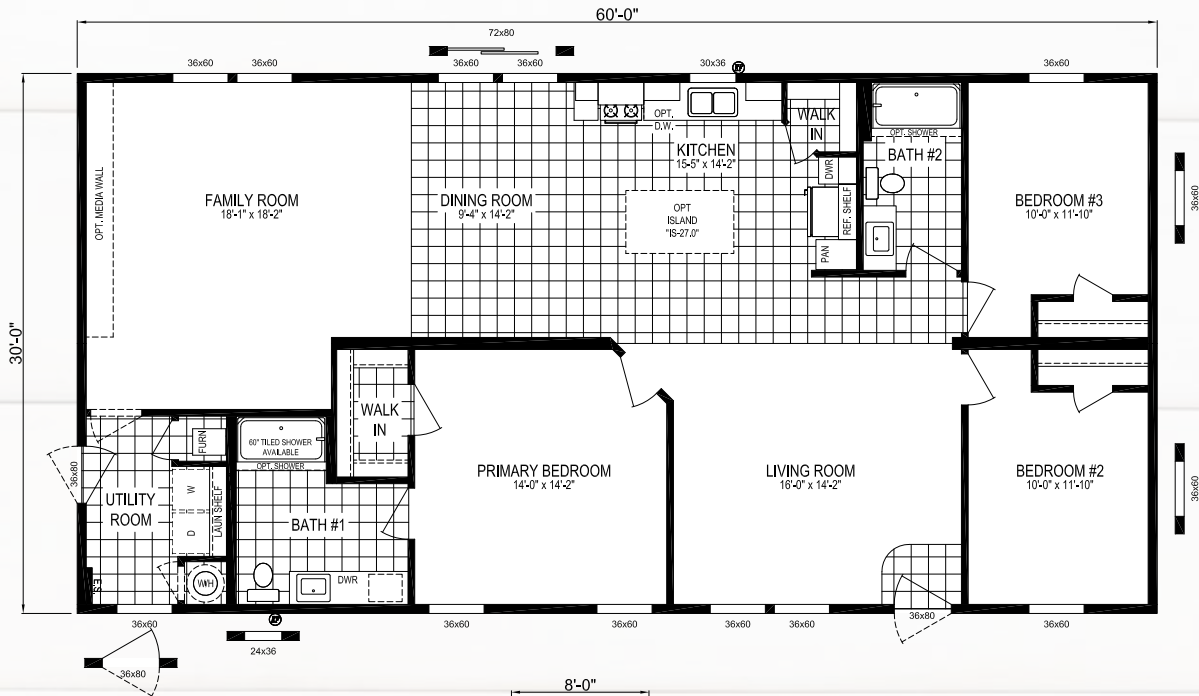 60'-0"
72x80
36x60
36x60
36x60
36x60
30x36
36x60
30'-0"
OPT. MEDIA WALL
FAMILY ROOM
18'-1" x 18'-2"
DINING ROOM
9'-4" x 14'-2"
OPT.
D.W.
KITCHEN
15-5" x 14'-2"
OPT
ISLAND
"IS-27.0"
WALK
IN
DWR
REF. SHELF
PAN
OPT. SHOWER
BATH #2
BEDROOM #3
10'-0" x 11'-10"
36x60
WALK
IN
FURN
60" TILED SHOWER
AVAILABLE
OPT. SHOWER
36x80
UTILITY
ROOM
W
D
LAUN SHELF
W/H
E.S.
BATH #1
DWR
PRIMARY BEDROOM
14'-0" x 14'-2"
LIVING ROOM
16'-0" x 14'-2"
BEDROOM #2
10'-0" x 11'-10"
36x60
36x60
24x36
36x60
36x60
36x60
36x60
36x80
36x60
36x80
8'-0"